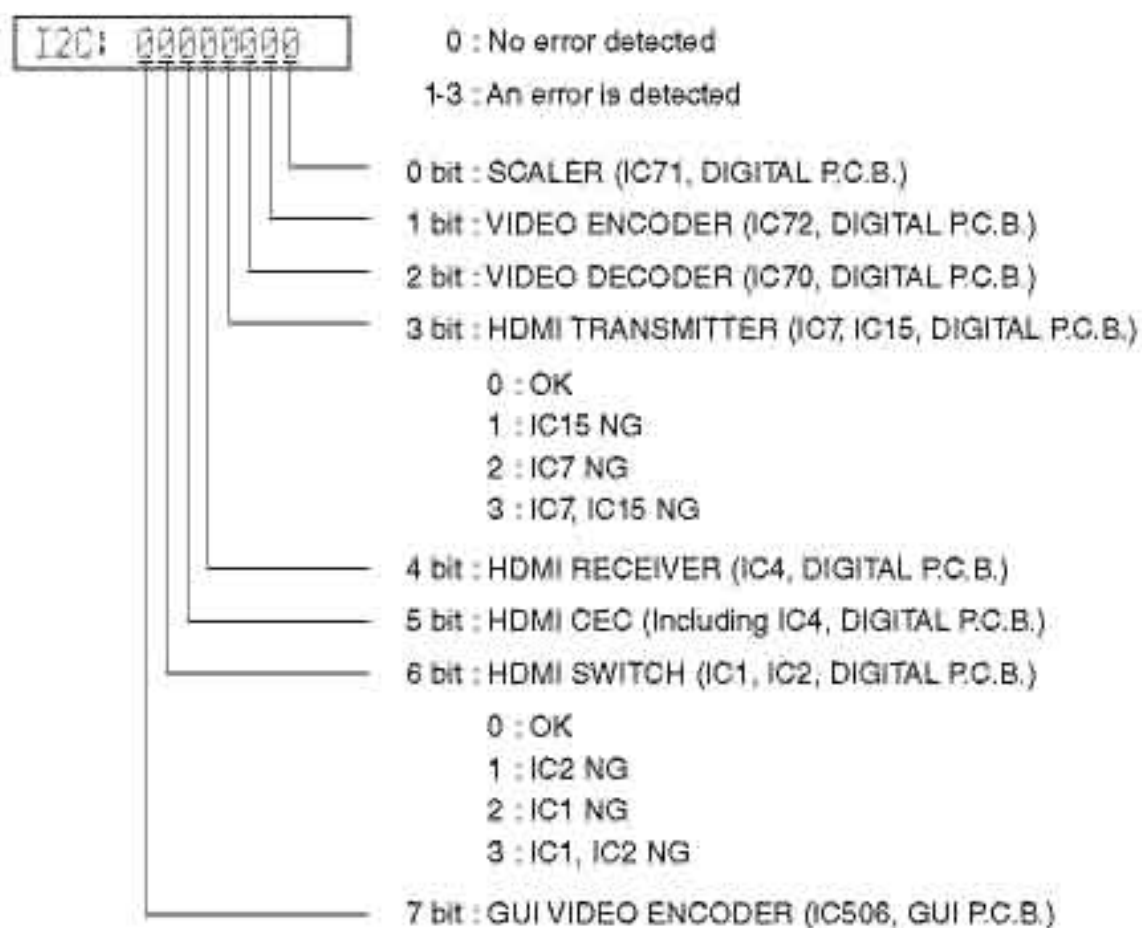 I2C: 00000000
0 : No error detected
1-3 : An error is detected
0 bit : SCALER (IC71, DIGITAL P.C.B.)
1 bit : VIDEO ENCODER (IC72, DIGITAL P.C.B.)
2 bit : VIDEO DECODER (IC70, DIGITAL P.C.B.)
3 bit : HDMI TRANSMITTER (IC7, IC15, DIGITAL P.C.B.)
0 : OK
1 : IC15 NG
2 : IC7 NG
3 : IC7, IC15 NG
4 bit : HDMI RECEIVER (IC4, DIGITAL P.C.B.)
5 bit : HDMI CEC (Including IC4, DIGITAL P.C.B.)
6 bit : HDMI SWITCH (IC1, IC2, DIGITAL P.C.B.)
0 : OK
1 : IC2 NG
2 : IC1 NG
3 : IC1, IC2 NG
7 bit : GUI VIDEO ENCODER (IC506, GUI P.C.B.)